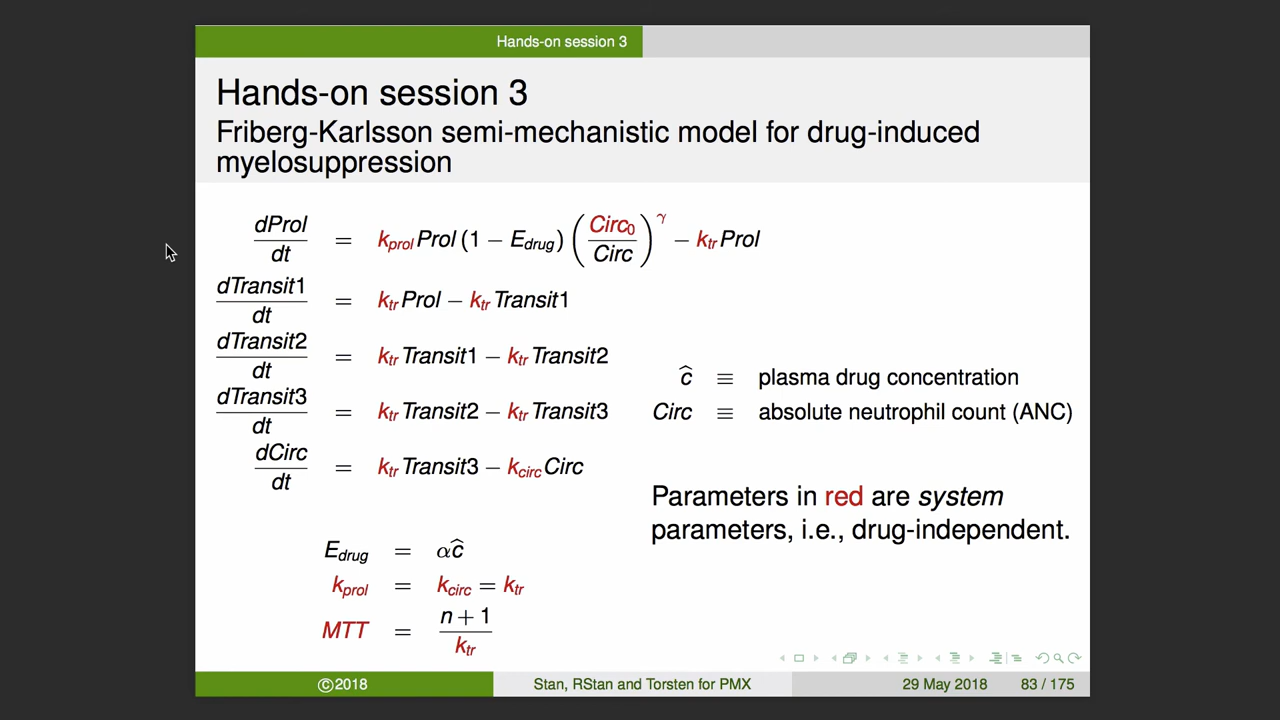 Hands-on session 3
Hands-on session 3
Friberg-Karlsson semi-mechanistic model for drug-induced
myelosuppression
dProl/dt = k_prol Prol (1 − E_drug) (Circ₀/Circ)^γ − k_tr Prol
dTransit1/dt = k_tr Prol − k_tr Transit1
dTransit2/dt = k_tr Transit1 − k_tr Transit2
dTransit3/dt = k_tr Transit2 − k_tr Transit3
dCirc/dt = k_tr Transit3 − k_circ Circ
ĉ ≡ plasma drug concentration
Circ ≡ absolute neutrophil count (ANC)
Parameters in red are system
parameters, i.e., drug-independent.
E_drug = αĉ
k_prol = k_circ = k_tr
MTT = (n + 1)/k_tr
©2018 Stan, RStan and Torsten for PMX 29 May 2018 83 / 175